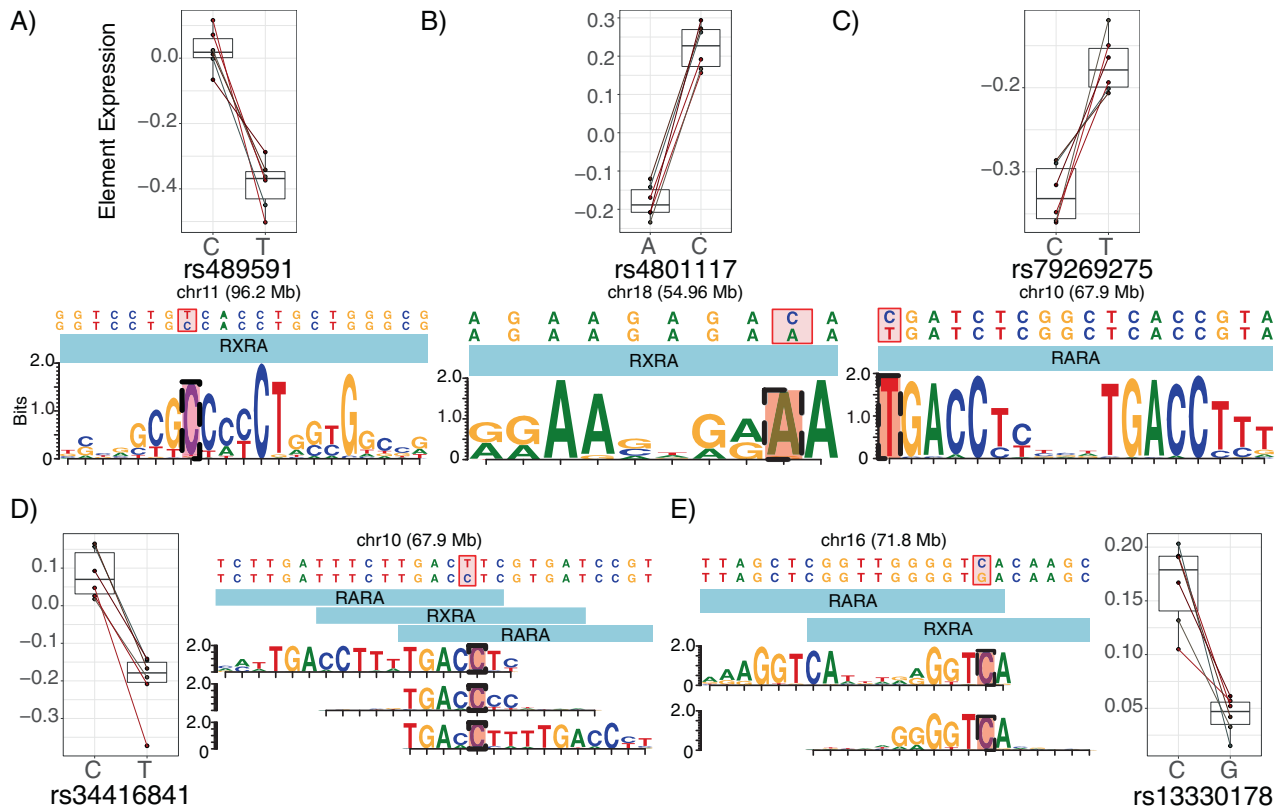 A)
Element Expression
0.0
−0.2
−0.4
C T
rs489591
chr11 (96.2 Mb)
G G T C C T G T C A C C T G C T G G G C G
G G T C C T G C C A C C T G C T G G G C G
RXRA
Bits
2.0
1.0
0
B)
0.3
0.2
0.1
0.0
−0.1
−0.2
A C
rs4801117
chr18 (54.96 Mb)
A G A A G A G A C A
A G A A G A G A A A
RXRA
2.0
1.0
0
C)
−0.2
−0.3
C T
rs79269275
chr10 (67.9 Mb)
C G A T C T C G G C T C A C C G T A
T G A T C T C G G C T C A C C G T A
RARA
2.0
1.0
0
D)
0.1
0.0
−0.1
−0.2
−0.3
C T
rs34416841
chr10 (67.9 Mb)
T C T T G A T T T C T T G A C T T C G T G A T C C G T
T C T T G A T T T C T T G A C C T C G T G A T C C G T
RARA
RXRA
RARA
2.0
0
2.0
0
2.0
0
E)
chr16 (71.8 Mb)
T T A G C T C G G T T G G G G T C A C A A G C
T T A G C T C G G T T G G G G T G A C A A G C
RARA
RXRA
2.0
0
2.0
0
0.20
0.15
0.10
0.05
C G
rs13330178